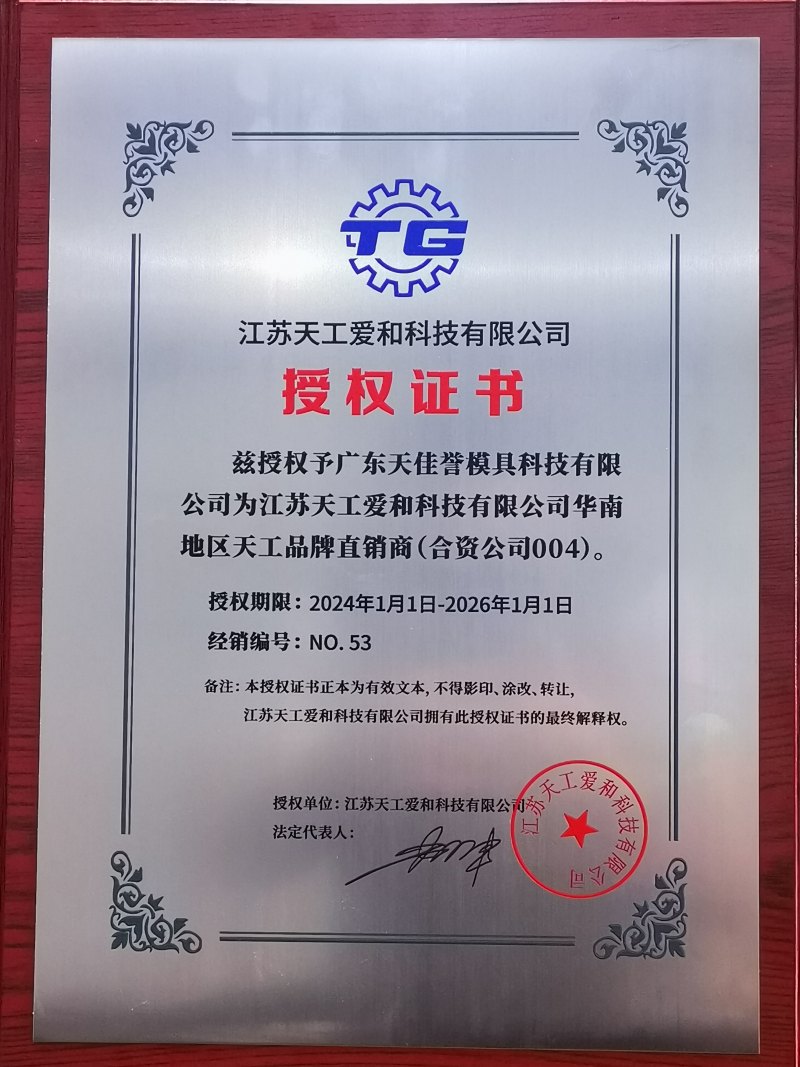 TG
江苏天工爱和科技有限公司
授权证书
兹授权予广东天佳誉模具科技有限
公司为江苏天工爱和科技有限公司华南
地区天工品牌直销商(合资公司004)。
授权期限：2024年1月1日-2026年1月1日
经销编号：NO. 53
备注：本授权证书正本为有效文本,不得影印、涂改、转让,
江苏天工爱和科技有限公司拥有此授权证书的最终解释权。
授权单位：江苏天工爱和科技有限公司
法定代表人：
江苏天工爱和科技有限公司